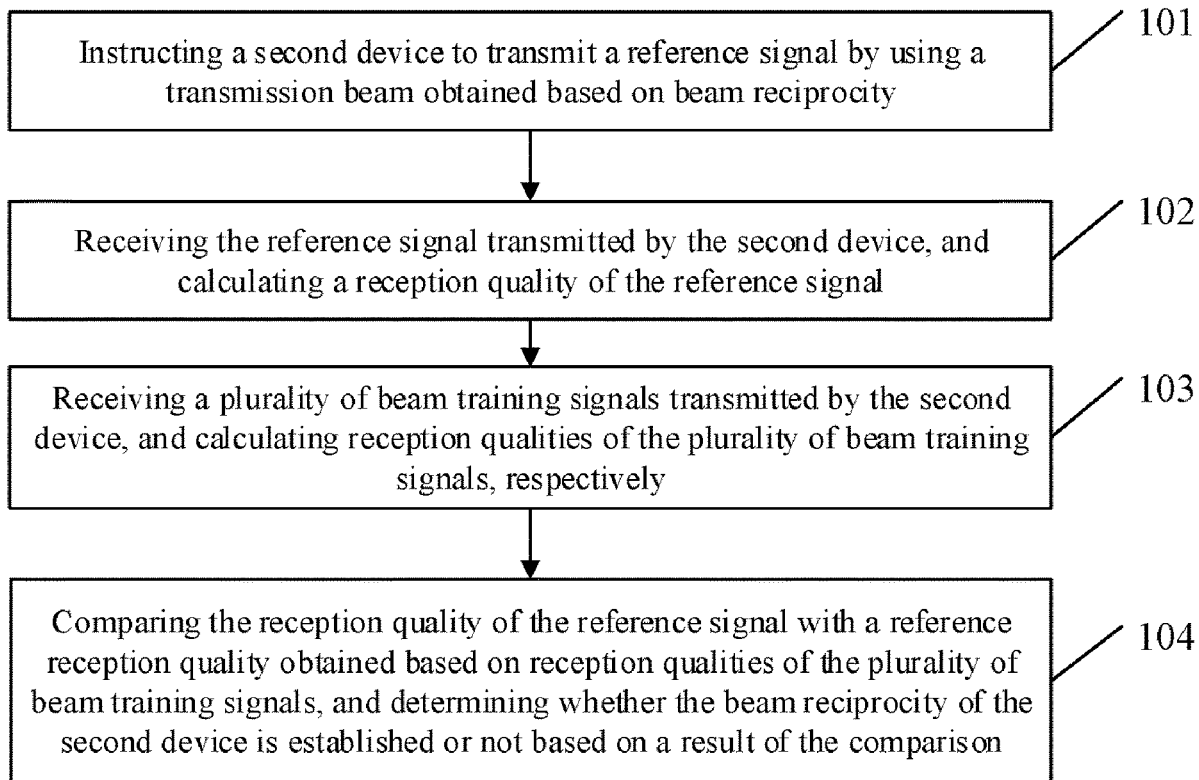 Instructing a second device to transmit a reference signal by using a
transmission beam obtained based on beam reciprocity
101
Receiving the reference signal transmitted by the second device, and
calculating a reception quality of the reference signal
102
Receiving a plurality of beam training signals transmitted by the second
device, and calculating reception qualities of the plurality of beam training
signals, respectively
103
Comparing the reception quality of the reference signal with a reference
reception quality obtained based on reception qualities of the plurality of
beam training signals, and determining whether the beam reciprocity of the
second device is established or not based on a result of the comparison
104